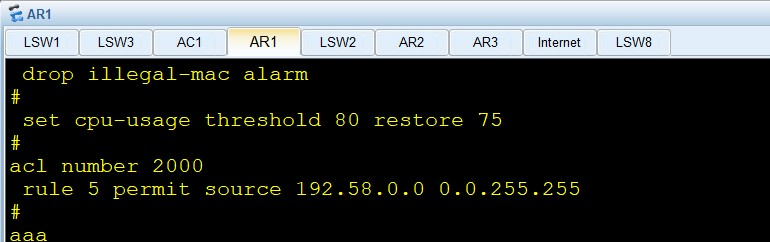 AR1
LSW1 LSW3 AC1 AR1 LSW2 AR2 AR3 Internet LSW8
drop illegal-mac alarm
#
set cpu-usage threshold 80 restore 75
#
acl number 2000
rule 5 permit source 192.58.0.0 0.0.255.255
#
aaa